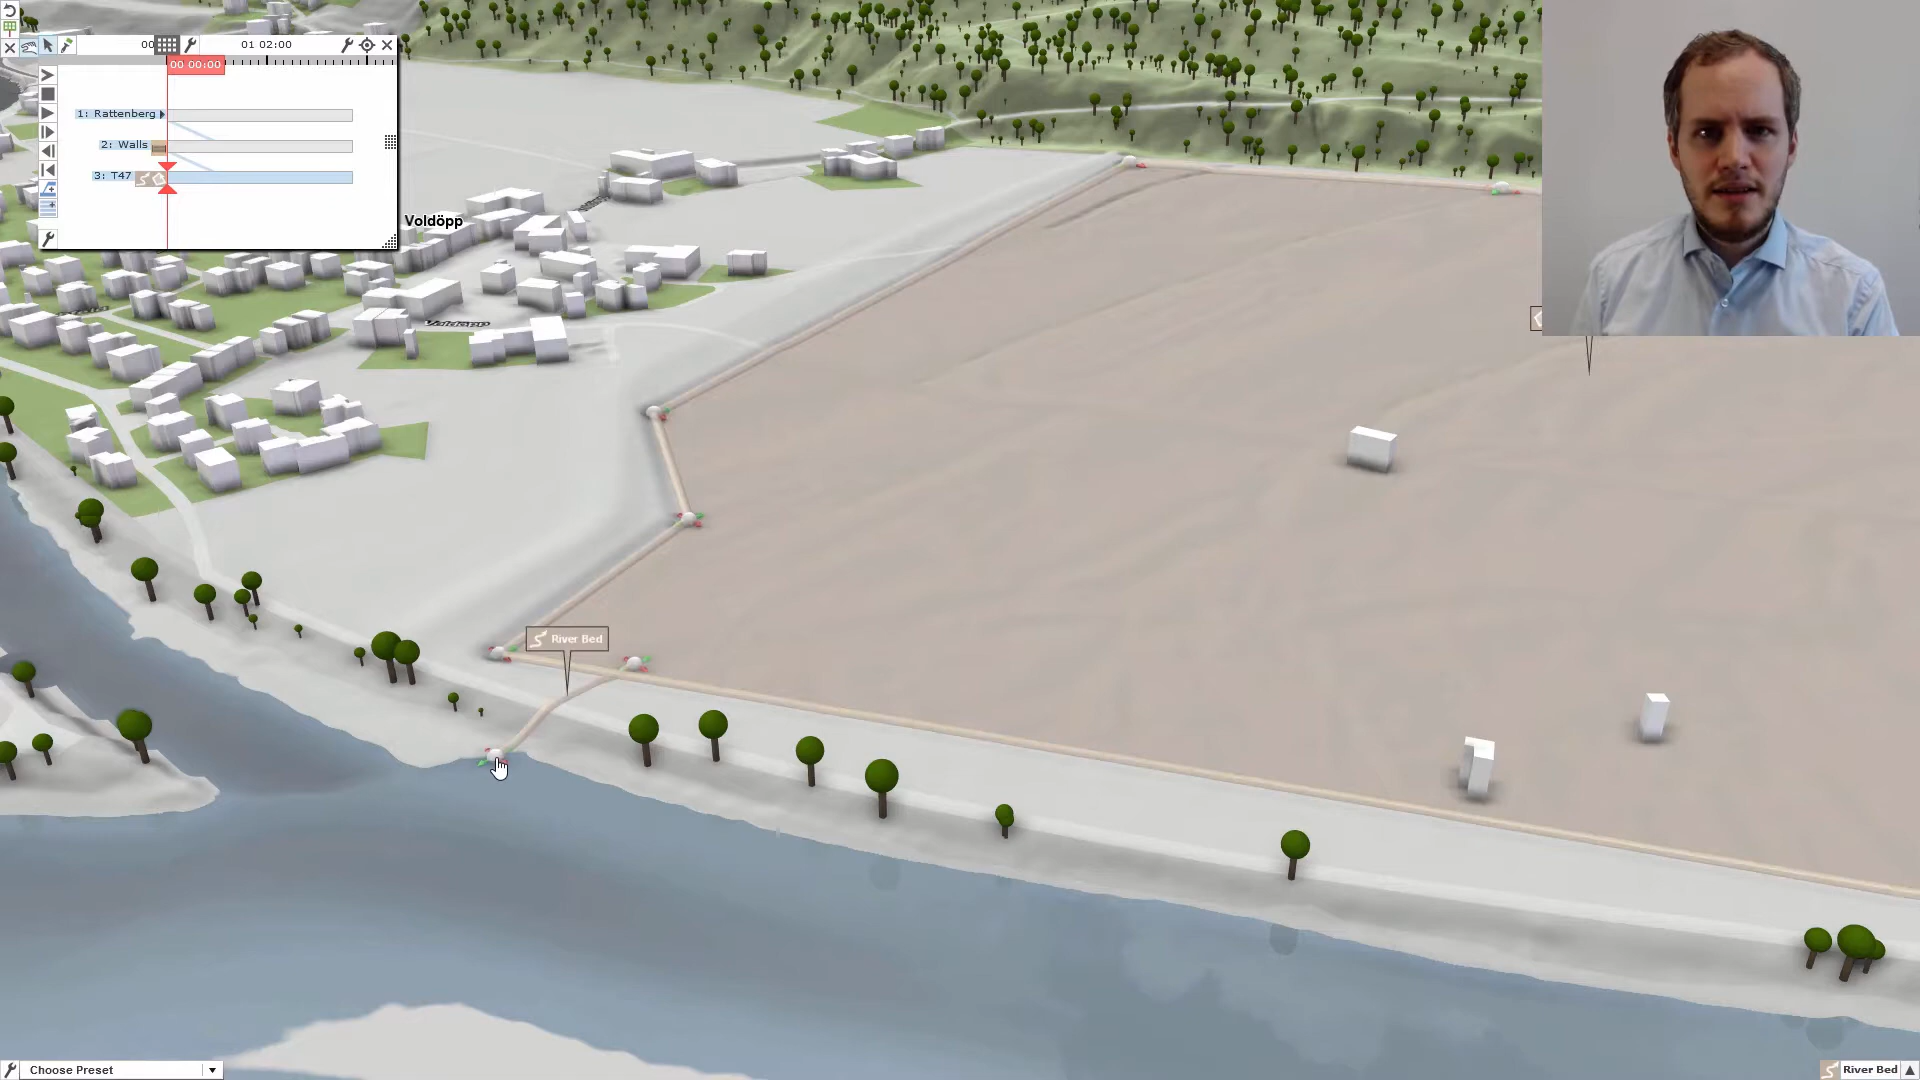 00
01 02:00
00 00:00
1: Rattenberg
2: Walls
3: T47
Voldöpp
Voldöpp
River Bed
Choose Preset
River Bed